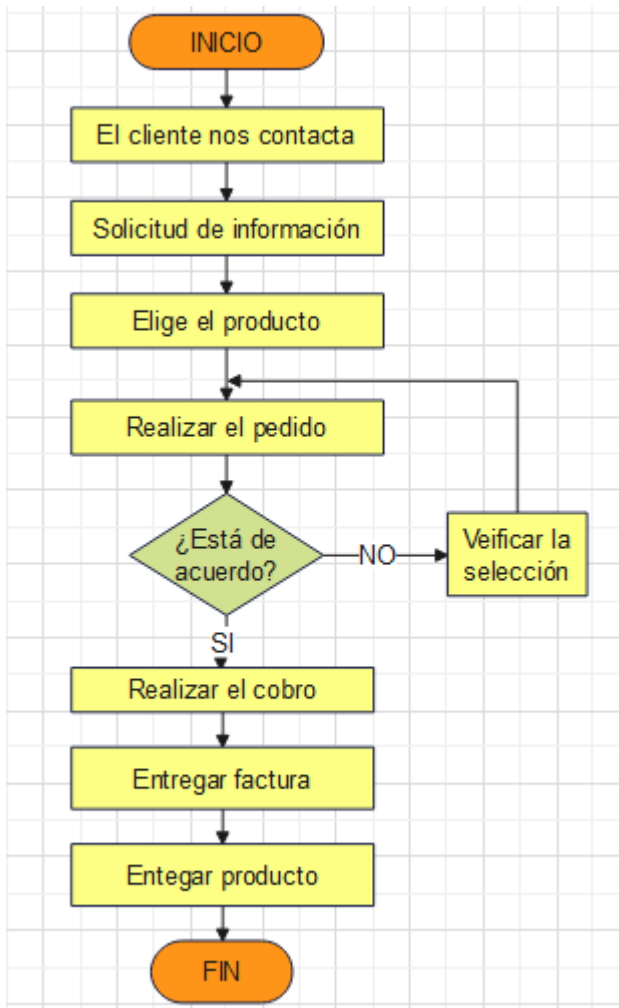 INICIO
El cliente nos contacta
Solicitud de información
Elige el producto
Realizar el pedido
¿Está de
acuerdo?
NO
Veificar la
selección
SI
Realizar el cobro
Entregar factura
Entegar producto
FIN